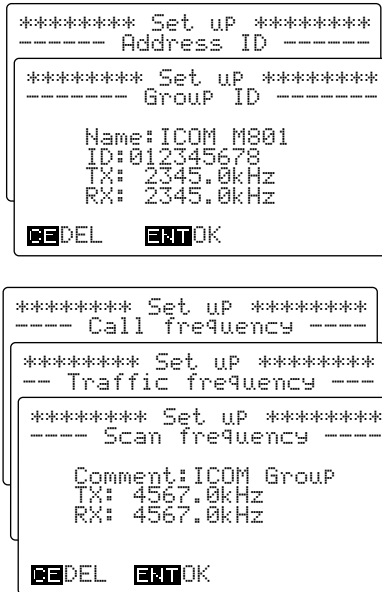 ******** Set up ********
------ Address ID ------
******** Set up ********
------- Group ID -------
Name:ICOM M801
ID:012345678
TX: 2345.0kHz
RX: 2345.0kHz
CE DEL ENT OK
******** Set up ********
---- Call frequency ----
******** Set up ********
-- Traffic frequency ---
******** Set up ********
---- Scan frequency ----
Comment:ICOM Group
TX: 4567.0kHz
RX: 4567.0kHz
CE DEL ENT OK